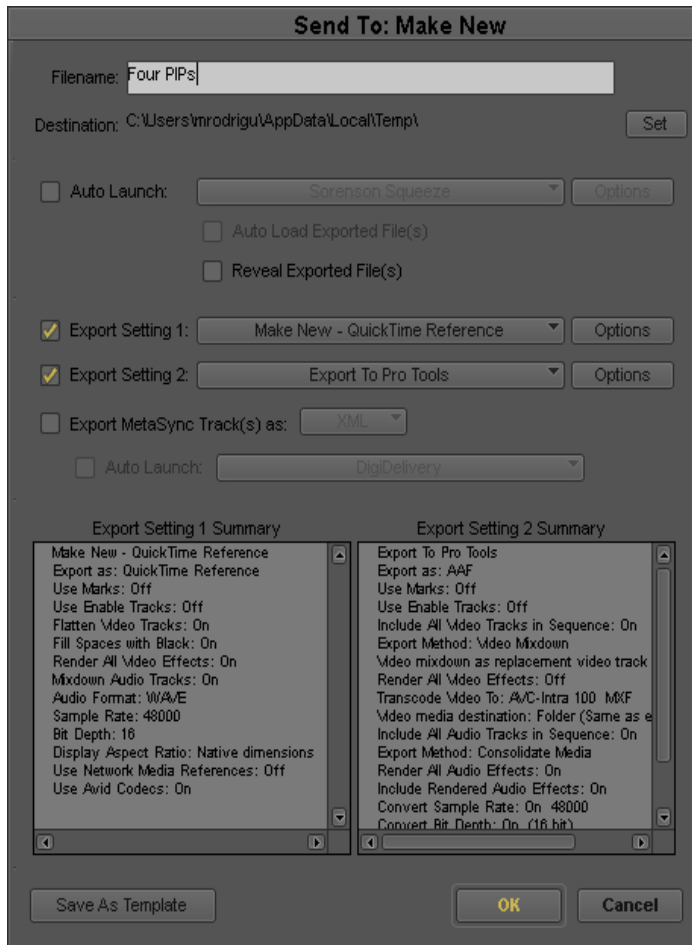 Send To: Make New
Filename: Four PIPs
Destination: C:\Users\mrodrigu\AppData\Local\Temp\ Set
Auto Launch: Sorenson Squeeze Options
Auto Load Exported File(s)
Reveal Exported File(s)
Export Setting 1: Make New - QuickTime Reference Options
Export Setting 2: Export To Pro Tools Options
Export MetaSync Track(s) as: XML
Auto Launch: DigiDelivery
Export Setting 1 Summary
Make New - QuickTime Reference
Export as: QuickTime Reference
Use Marks: Off
Use Enable Tracks: Off
Flatten Video Tracks: On
Fill Spaces with Black: On
Render All Video Effects: On
Mixdown Audio Tracks: On
Audio Format: WAVE
Sample Rate: 48000
Bit Depth: 16
Display Aspect Ratio: Native dimensions
Use Network Media References: Off
Use Avid Codecs: On
Export Setting 2 Summary
Export To Pro Tools
Export as: AAF
Use Marks: Off
Use Enable Tracks: Off
Include All Video Tracks in Sequence: On
Export Method: Video Mixdown
Video mixdown as replacement video track
Render All Video Effects: Off
Transcode Video To: AVC-Intra 100 MXF
Video media destination: Folder (Same as e
Include All Audio Tracks in Sequence: On
Export Method: Consolidate Media
Render All Audio Effects: On
Include Rendered Audio Effects: On
Convert Sample Rate: On 48000
Convert Bit Depth: On (16 bit)
Save As Template OK Cancel